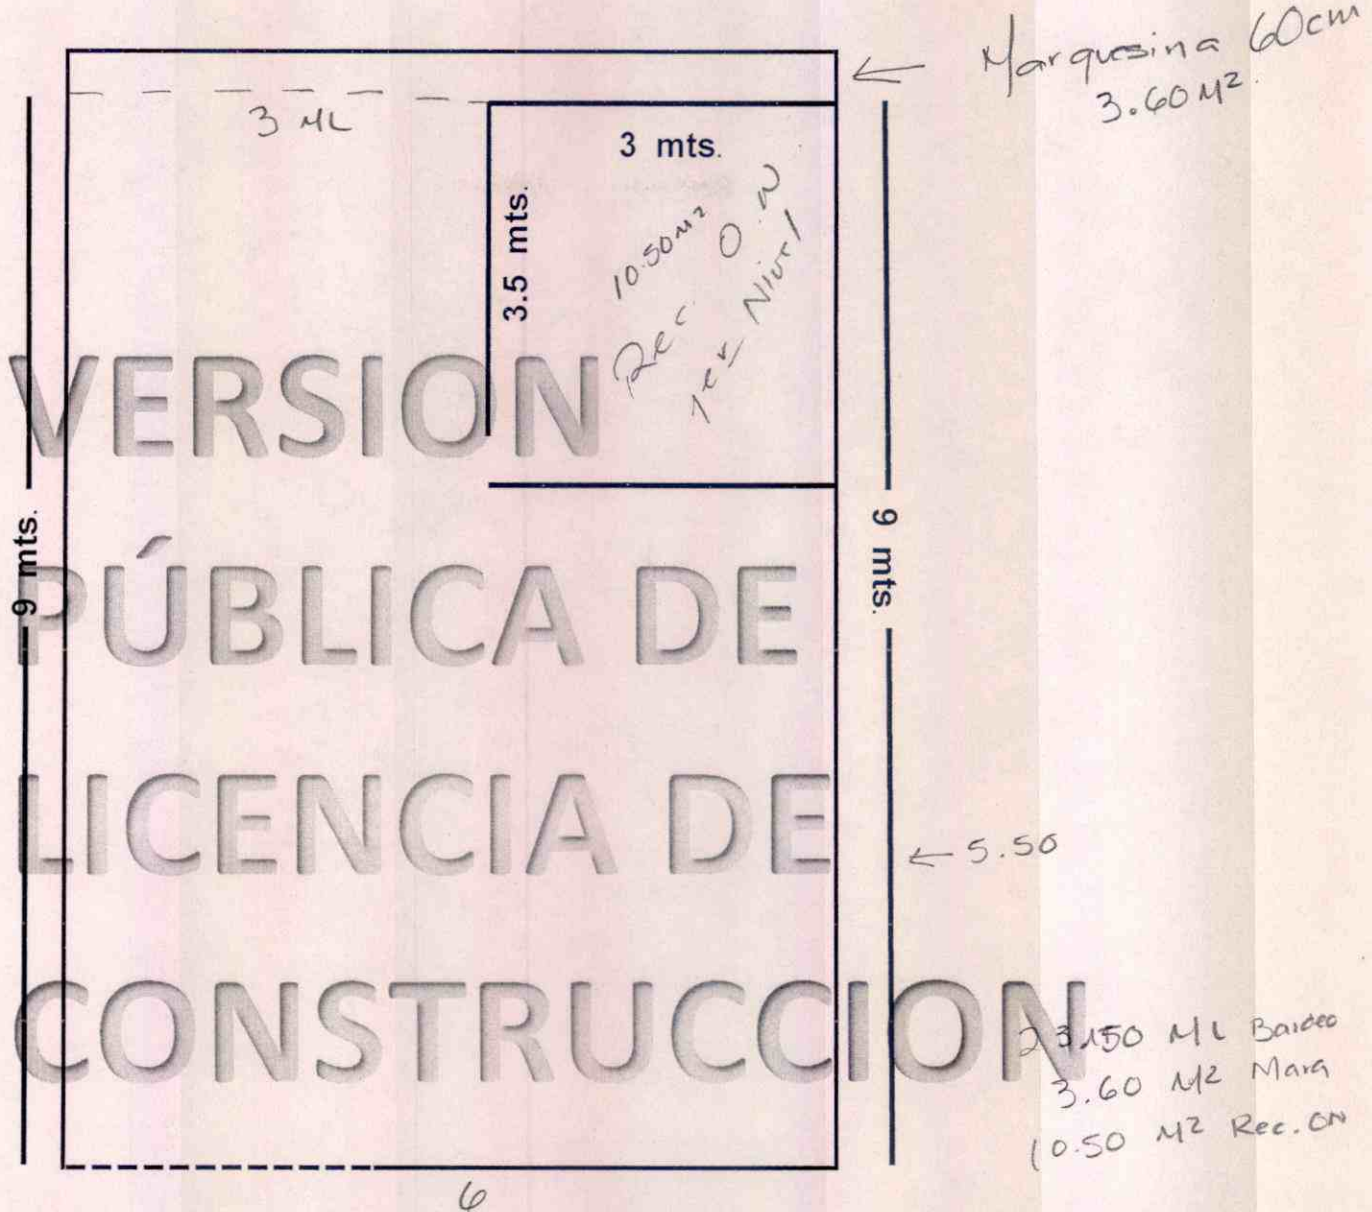 Marquesina 60cm
3.60 M²
3 ML
3 mts.
3.5 mts.
10.50 M²
Rec. O.N
1er Nivel
VERSION
9 mts.
9 mts.
PÚBLICA DE
LICENCIA DE
← 5.50
CONSTRUCCION
23.50 ML Bardeo
3.60 M2 Marq
10.50 M2 Rec. ON
6